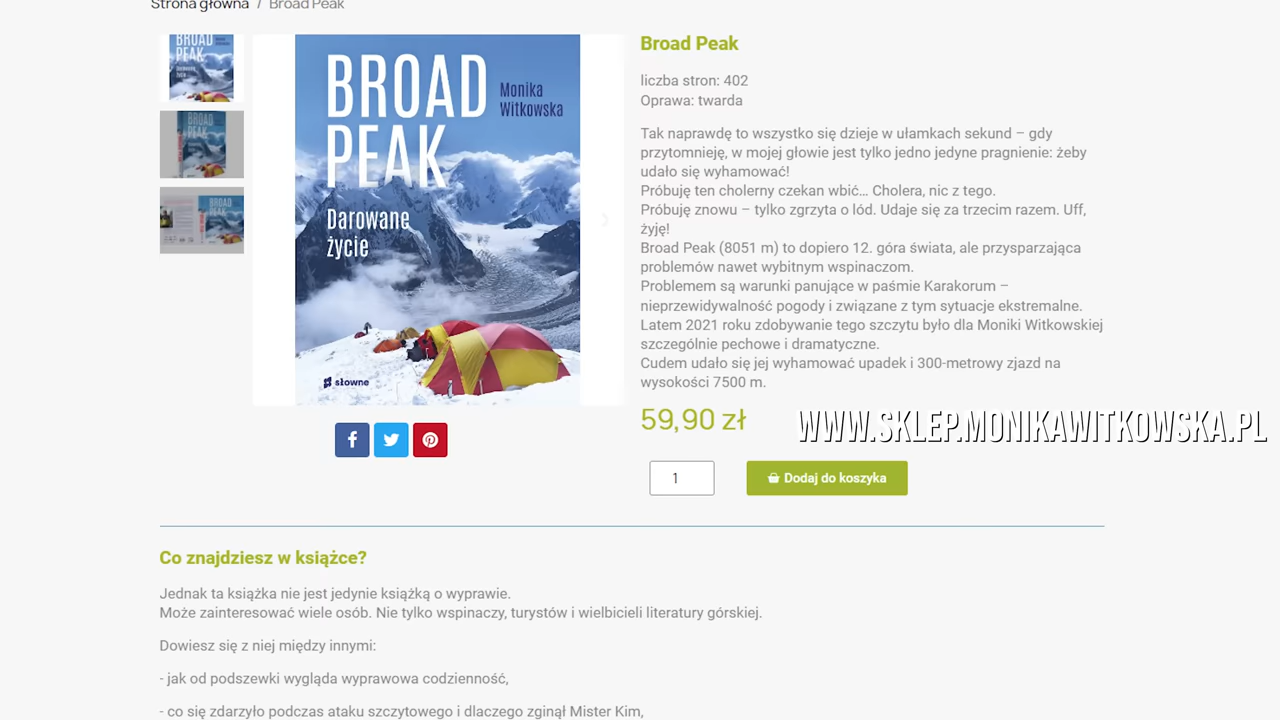 Strona główna / Broad Peak
BROAD
PEAK
BROAD
PEAK
Monika
Witkowska
Darowane
życie
słowne
Broad Peak
liczba stron: 402
Oprawa: twarda
Tak naprawdę to wszystko się dzieje w ułamkach sekund – gdy
przytomnieję, w mojej głowie jest tylko jedno jedyne pragnienie: żeby
udało się wyhamować!
Próbuję ten cholerny czekan wbić... Cholera, nic z tego.
Próbuję znowu – tylko zgrzyta o lód. Udaje się za trzecim razem. Uff,
żyję!
Broad Peak (8051 m) to dopiero 12. góra świata, ale przysparzająca
problemów nawet wybitnym wspinaczom.
Problemem są warunki panujące w paśmie Karakorum –
nieprzewidywalność pogody i związane z tym sytuacje ekstremalne.
Latem 2021 roku zdobywanie tego szczytu było dla Moniki Witkowskiej
szczególnie pechowe i dramatyczne.
Cudem udało się jej wyhamować upadek i 300-metrowy zjazd na
wysokości 7500 m.
59,90 zł
WWW.SKLEP.MONIKAWITKOWSKA.PL
1
Dodaj do koszyka
Co znajdziesz w książce?
Jednak ta książka nie jest jedynie książką o wyprawie.
Może zainteresować wiele osób. Nie tylko wspinaczy, turystów i wielbicieli literatury górskiej.
Dowiesz się z niej między innymi:
- jak od podszewki wygląda wyprawowa codzienność,
- co się zdarzyło podczas ataku szczytowego i dlaczego zginął Mister Kim,